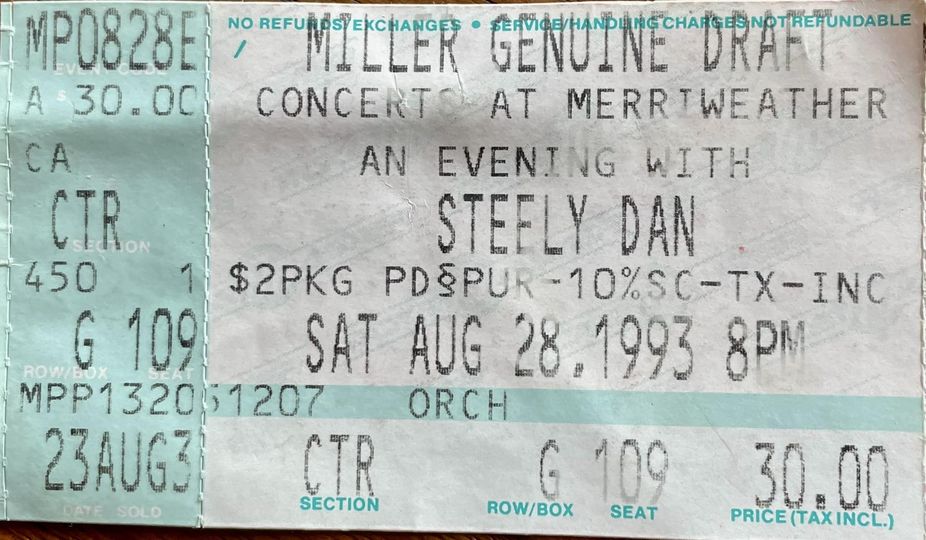 MP0828E
EVENT CODE
A $ 30.00
CA
CTR
SECTION
450 1
G 109
ROW/BOX SEAT
MPP1320
23AUG3
DATE SOLD
NO REFUNDS/EXCHANGES • SERVICE/HANDLING CHARGES NOT REFUNDABLE
MILLER GENUINE DRAFT
CONCERTS AT MERRIWEATHER
AN EVENING WITH
STEELY DAN
$2PKG PD§PUR-10%SC-TX-INC
SAT AUG 28.1993 8PM
51207 ORCH
CTR G 109 30.00
SECTION ROW/BOX SEAT PRICE (TAX INCL.)